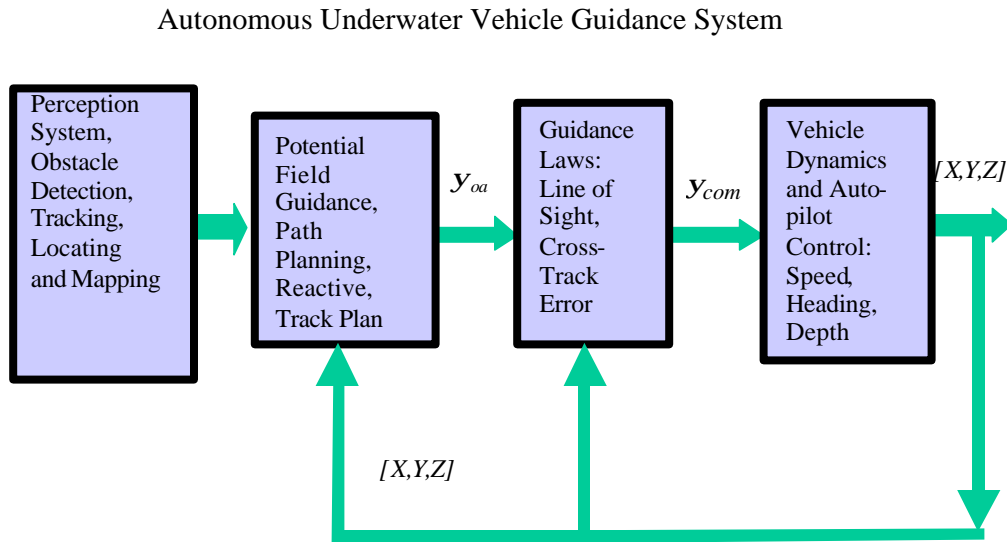 Autonomous Underwater Vehicle Guidance System
Perception
System,
Obstacle
Detection,
Tracking,
Locating
and Mapping
Potential
Field
Guidance,
Path
Planning,
Reactive,
Track Plan
y_oa
Guidance
Laws:
Line of
Sight,
Cross-
Track
Error
y_com
Vehicle
Dynamics
and Auto-
pilot
Control:
Speed,
Heading,
Depth
[X,Y,Z]
[X,Y,Z]